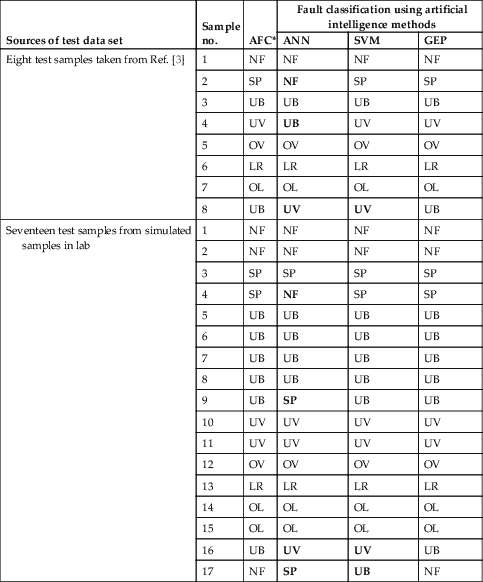 Sources of test data set Sample no. AFC* Fault classification using artificial intelligence methods
ANN SVM GEP
Eight test samples taken from Ref. [3] 1 NF NF NF NF
2 SP NF SP SP
3 UB UB UB UB
4 UV UB UV UV
5 OV OV OV OV
6 LR LR LR LR
7 OL OL OL OL
8 UB UV UV UB
Seventeen test samples from simulated samples in lab 1 NF NF NF NF
2 NF NF NF NF
3 SP SP SP SP
4 SP NF SP SP
5 UB UB UB UB
6 UB UB UB UB
7 UB UB UB UB
8 UB UB UB UB
9 UB SP UB UB
10 UV UV UV UV
11 UV UV UV UV
12 OV OV OV OV
13 LR LR LR LR
14 OL OL OL OL
15 OL OL OL OL
16 UB UV UV UB
17 NF SP UB NF